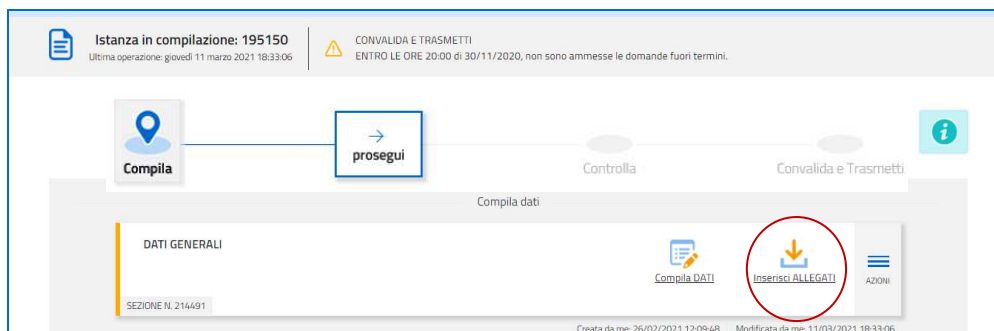 Istanza in compilazione: 195150
Ultima operazione: giovedì 11 marzo 2021 18:33:06
CONVALIDA E TRASMETTI
ENTRO LE ORE 20:00 di 30/11/2020, non sono ammesse le domande fuori termini.
Compila
prosegui
Controlla
Convalida e Trasmetti
Compila dati
DATI GENERALI
Compila DATI
Inserisci ALLEGATI
AZIONI
SEZIONE N. 214491
Creata da me: 26/02/2021 12:09:48 Modificata da me: 11/03/2021 18:33:06